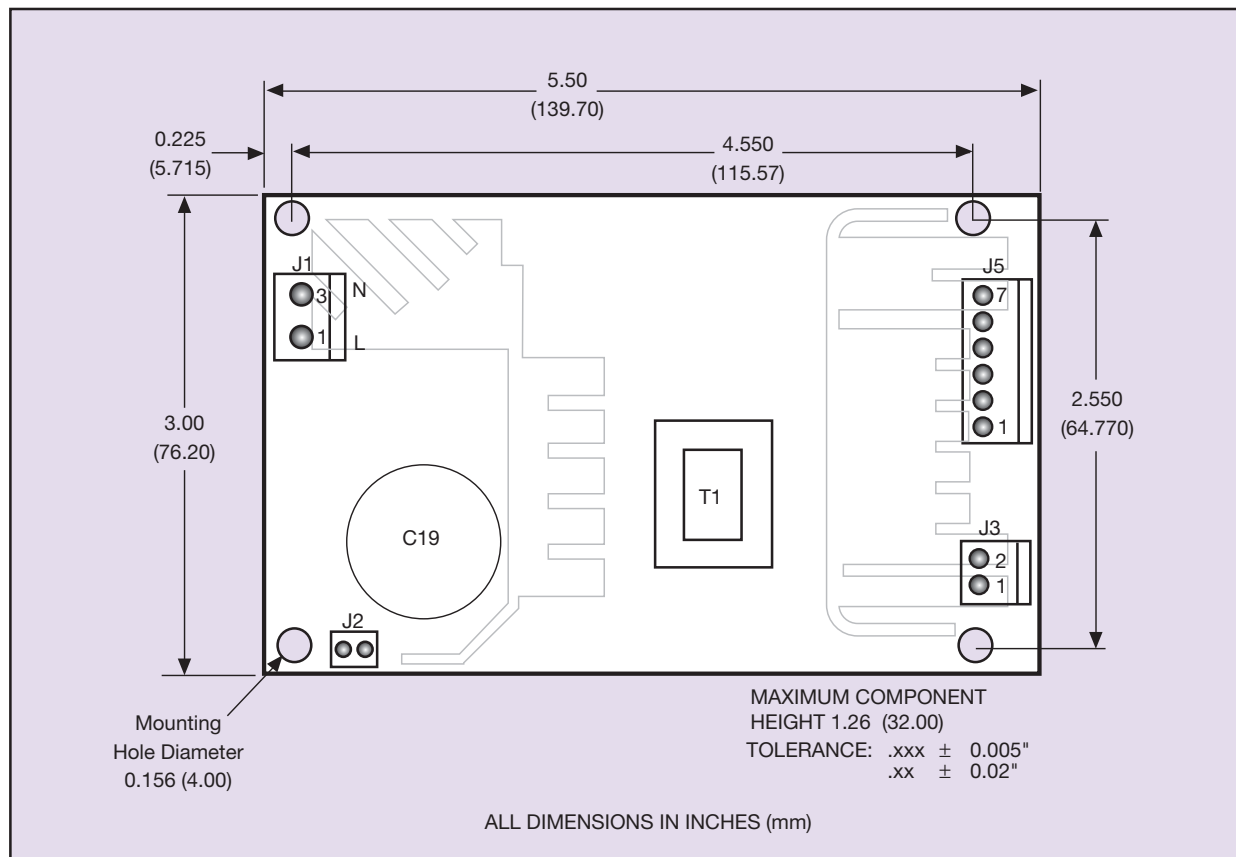 5.50
(139.70)
0.225
(5.715)
4.550
(115.57)
J1
3
N
1
L
J5
7
1
3.00
(76.20)
2.550
(64.770)
T1
C19
J3
2
1
J2
Mounting
Hole Diameter
0.156 (4.00)
MAXIMUM COMPONENT
HEIGHT 1.26 (32.00)
TOLERANCE: .xxx ± 0.005"
.xx ± 0.02"
ALL DIMENSIONS IN INCHES (mm)